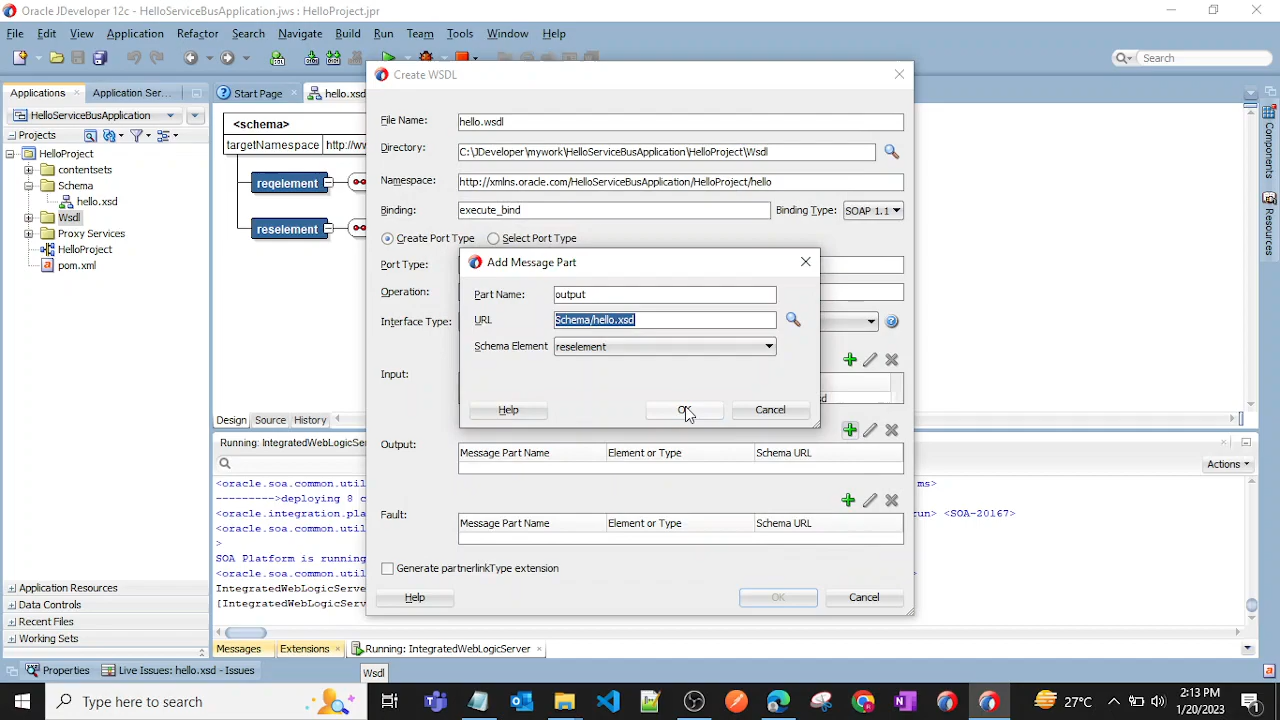 Oracle JDeveloper 12c - HelloServiceBusApplication.jws : HelloProject.jpr
File Edit View Application Refactor Search Navigate Build Run Team Tools Window Help
Search
Applications
Application Ser...
Start Page
hello.xsd
HelloServiceBusApplication
Projects
HelloProject
contentsets
Schema
hello.xsd
Wsdl
Proxy Services
HelloProject
pom.xml
<schema>
targetNamespace http://www
reqelement
reselement
Create WSDL
File Name: hello.wsdl
Directory: C:\JDeveloper\mywork\HelloServiceBusApplication\HelloProject\Wsdl
Namespace: http://xmlns.oracle.com/HelloServiceBusApplication/HelloProject/hello
Binding: execute_bind Binding Type: SOAP 1.1
Create Port Type Select Port Type
Port Type:
Operation:
Interface Type:
Add Message Part
Part Name: output
URL Schema/hello.xsd
Schema Element reselement
Help OK Cancel
Input:
Output:
Message Part Name Element or Type Schema URL
Fault:
Message Part Name Element or Type Schema URL
Generate partnerlinkType extension
Help OK Cancel
Design Source History
Running: IntegratedWebLogicServ
Actions
<oracle.soa.common.util ms>
--------->deploying 8 c
<oracle.integration.pla run> <SOA-20167>
<oracle.soa.common.util
>
SOA Platform is running
<oracle.soa.common.util
IntegratedWebLogicServe
[IntegratedWebLogicServ
Application Resources
Data Controls
Recent Files
Working Sets
Messages Extensions Running: IntegratedWebLogicServer
Properties Live Issues: hello.xsd - Issues Wsdl
Components
Resources
Type here to search
27°C
2:13 PM
1/20/2023